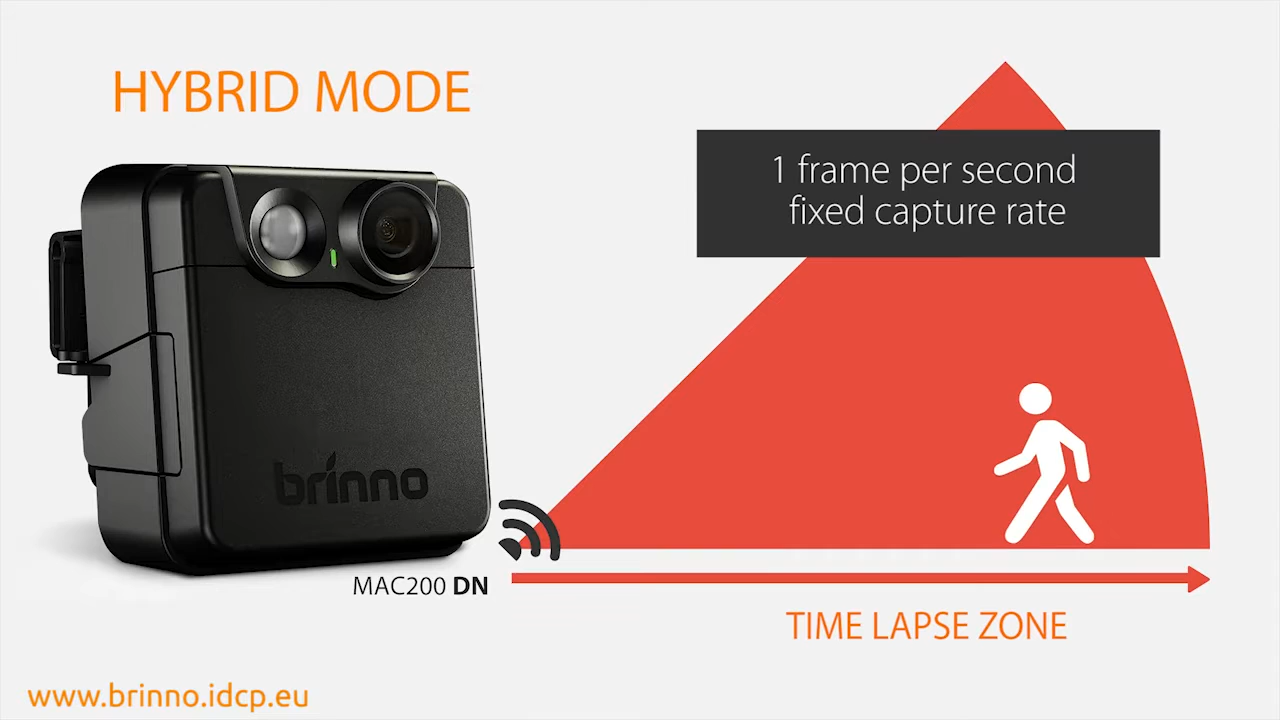 HYBRID MODE
1 frame per second
fixed capture rate
brinno
MAC200 DN
TIME LAPSE ZONE
www.brinno.idcp.eu